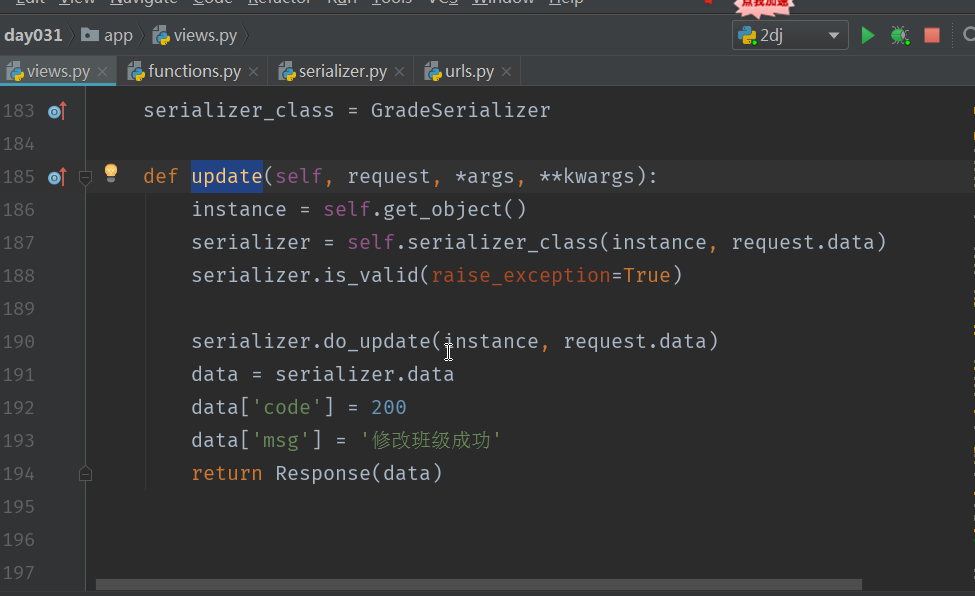 Edit View Navigate Code Refactor Run Tools VCS Window Help
点我加速
day031 app views.py 2dj
views.py functions.py serializer.py urls.py
183 serializer_class = GradeSerializer
184
185 def update(self, request, *args, **kwargs):
186 instance = self.get_object()
187 serializer = self.serializer_class(instance, request.data)
188 serializer.is_valid(raise_exception=True)
189
190 serializer.do_update(instance, request.data)
191 data = serializer.data
192 data['code'] = 200
193 data['msg'] = '修改班级成功'
194 return Response(data)
195
196
197